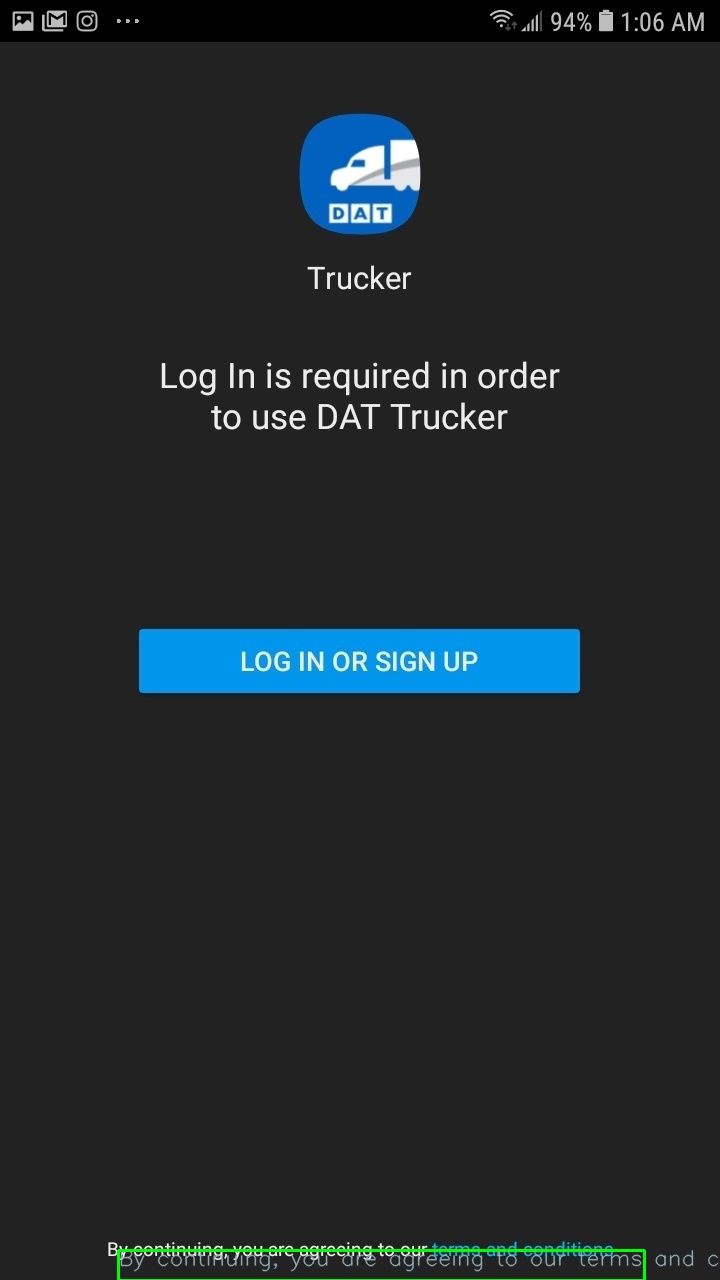 94% 1:06 AM
DAT
Trucker
Log In is required in order
to use DAT Trucker
LOG IN OR SIGN UP
By continuing, you are agreeing to our terms and conditions
By continuing, you are agreeing to our terms and c